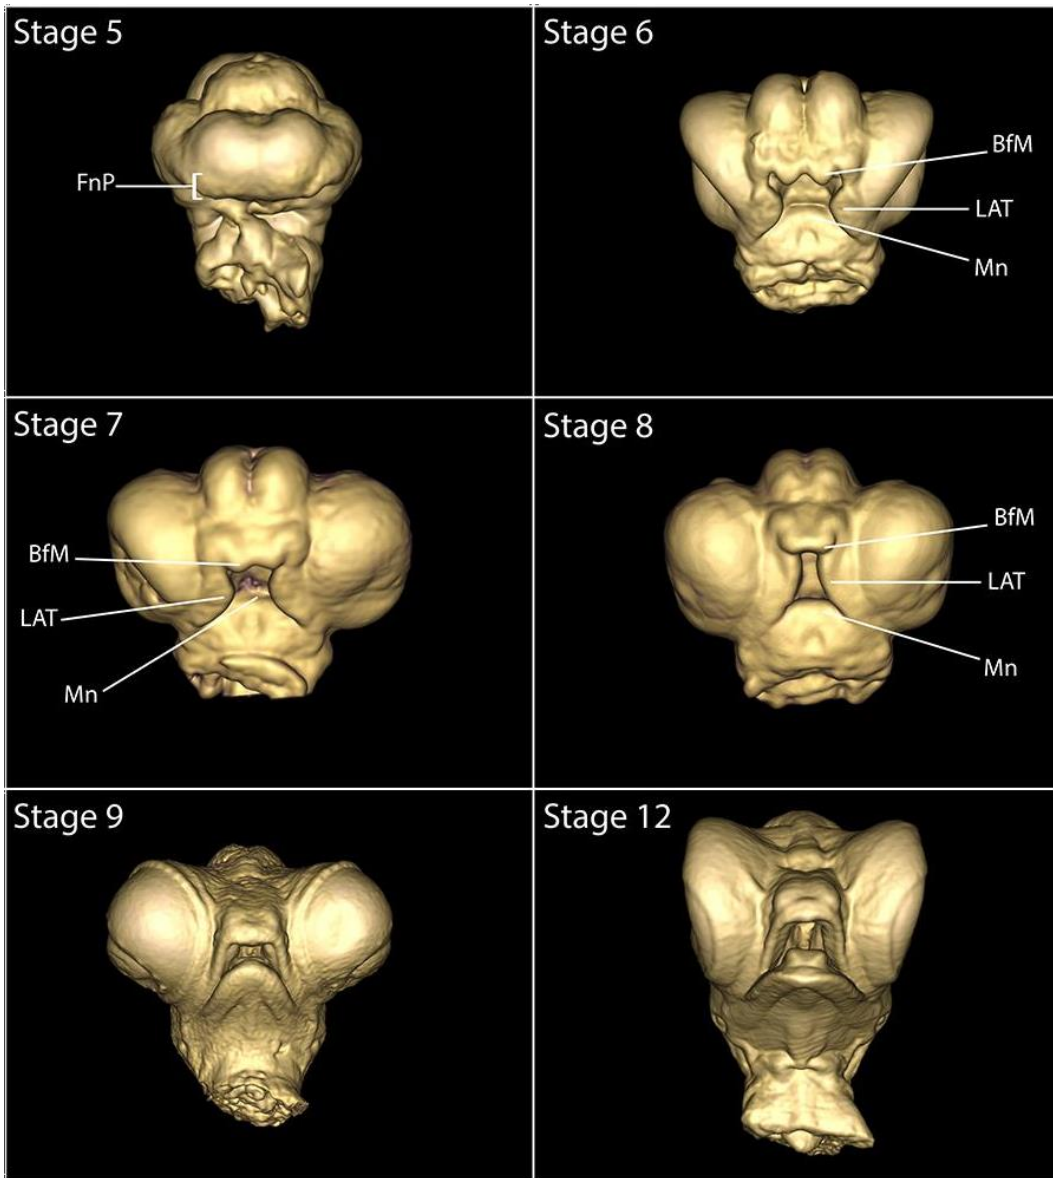 Stage 5
FnP
Stage 6
BfM
LAT
Mn
Stage 7
BfM
LAT
Mn
Stage 8
BfM
LAT
Mn
Stage 9
Stage 12